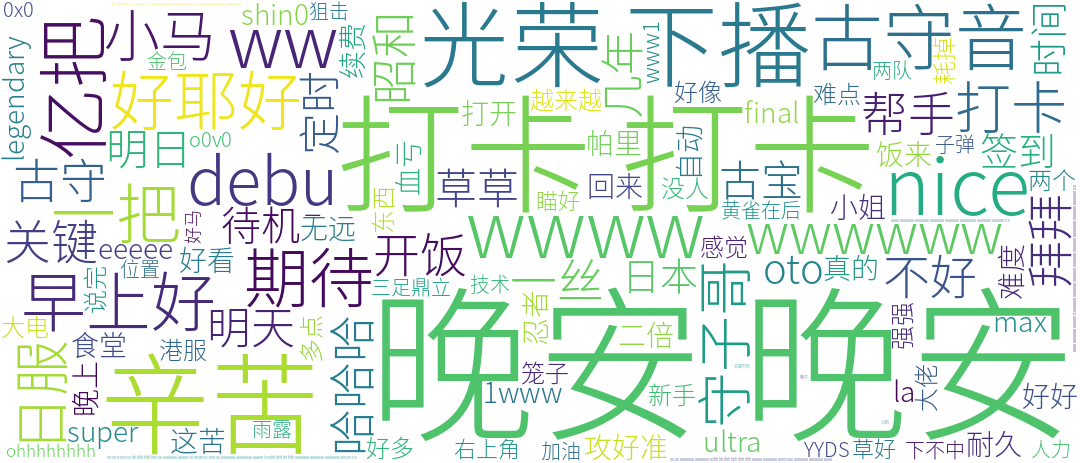 0x0
legendary
亿把
小马
金包
好耶好
明日
o0v0
古守
一把
关键
eeeee
早上好
说完
位置
大电
日服
食堂
晚上
super
ohhhhhhhh
辛苦
港服
这苦
雨露
shin0
狙击
续费
ww
昭和
定时
debu
好马
待机
无远
好看
期待
明天
多点
哈哈哈哈
好多
光荣
下播
古守音
时间
几年
www1
打卡打卡
打开
血亏
东西
草草
开饭
三足鼎立
越来越
帕里
瞄好
回来
没人
自动
wwwww
一丝
忍者
技术
日本
二倍
笼子
1www
新手
右上角
加油
攻好准
ultra
晚安
晚安
好像
难点
final
帮手
两队
耗掉
打卡
子弹
饭来
签到
两个
古宝
黄雀在后
小姐
nice
拜拜
感觉
wwwwwww
oto
真的
不好
难度
强强
max
守子哥
la
大佬
好好
YYDS
草好
下不中
耐久
人力